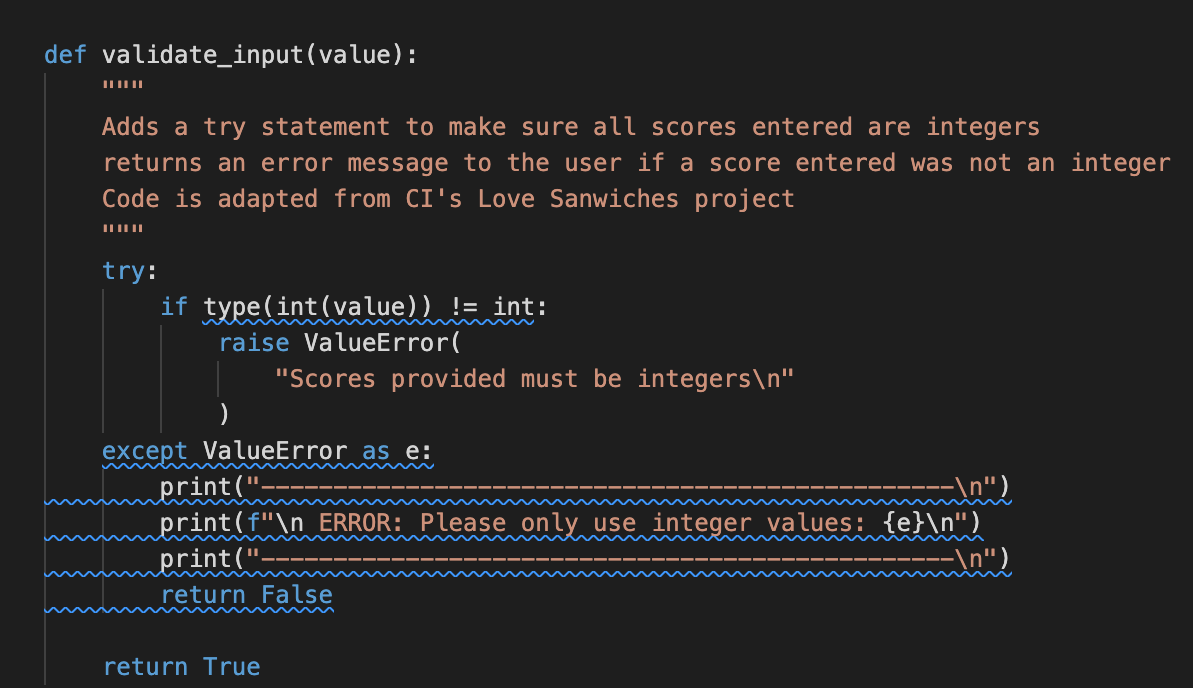 def validate_input(value):
    """
    Adds a try statement to make sure all scores entered are integers
    returns an error message to the user if a score entered was not an integer
    Code is adapted from CI's Love Sanwiches project
    """
    try:
        if type(int(value)) != int:
            raise ValueError(
                "Scores provided must be integers\n"
            )
    except ValueError as e:
        print("------------------------------------------------\n")
        print(f"\n ERROR: Please only use integer values: {e}\n")
        print("------------------------------------------------\n")
        return False
    return True